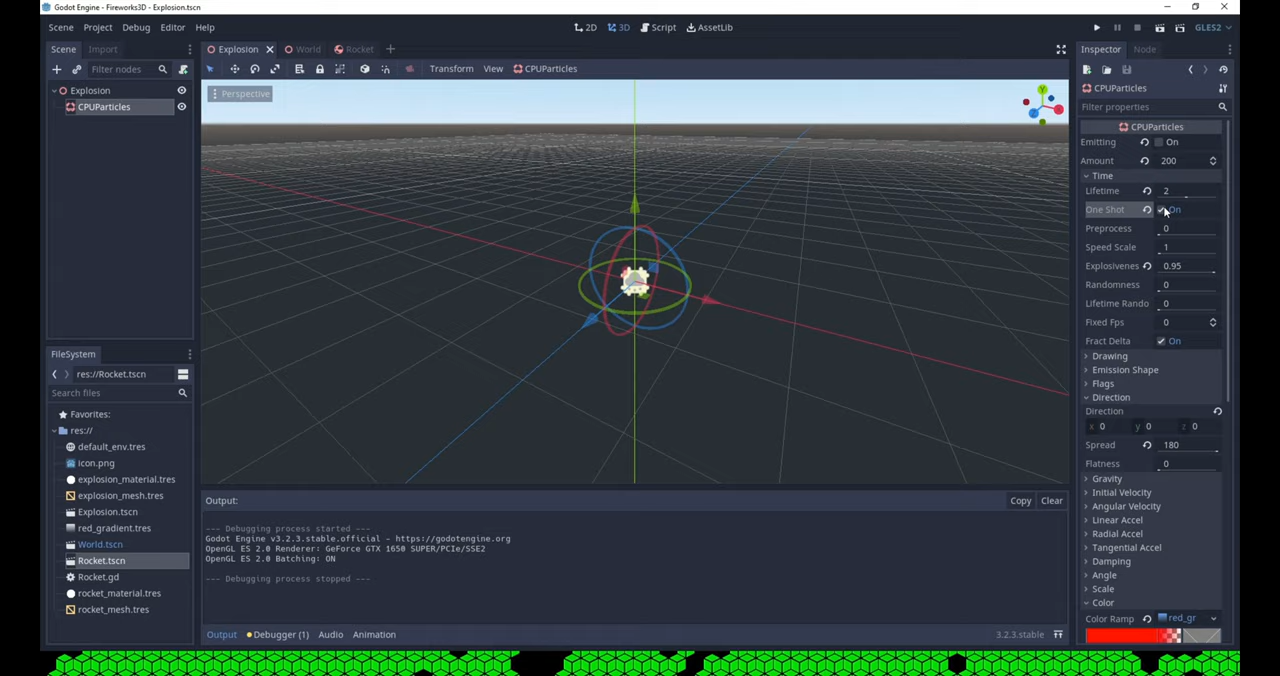 Godot Engine - Fireworks3D - Explosion.tscn
Scene Project Debug Editor Help
2D 3D Script AssetLib
GLES2
Scene Import
Filter nodes
Explosion
CPUParticles
Explosion World Rocket
Transform View CPUParticles
Perspective
Y
FileSystem
res://Rocket.tscn
Search files
Favorites:
res://
default_env.tres
icon.png
explosion_material.tres
explosion_mesh.tres
Explosion.tscn
red_gradient.tres
World.tscn
Rocket.tscn
Rocket.gd
rocket_material.tres
rocket_mesh.tres
Output:
Copy Clear
--- Debugging process started ---
Godot Engine v3.2.3.stable.official - https://godotengine.org
OpenGL ES 2.0 Renderer: GeForce GTX 1650 SUPER/PCIe/SSE2
OpenGL ES 2.0 Batching: ON
--- Debugging process stopped ---
Output Debugger (1) Audio Animation
3.2.3.stable
Inspector Node
CPUParticles
Filter properties
CPUParticles
Emitting On
Amount 200
Time
Lifetime 2
One Shot On
Preprocess 0
Speed Scale 1
Explosivenes 0.95
Randomness 0
Lifetime Rando 0
Fixed Fps 0
Fract Delta On
Drawing
Emission Shape
Flags
Direction
Direction
x 0 y 0 z 0
Spread 180
Flatness 0
Gravity
Initial Velocity
Angular Velocity
Linear Accel
Radial Accel
Tangential Accel
Damping
Angle
Scale
Color
Color Ramp red_gr